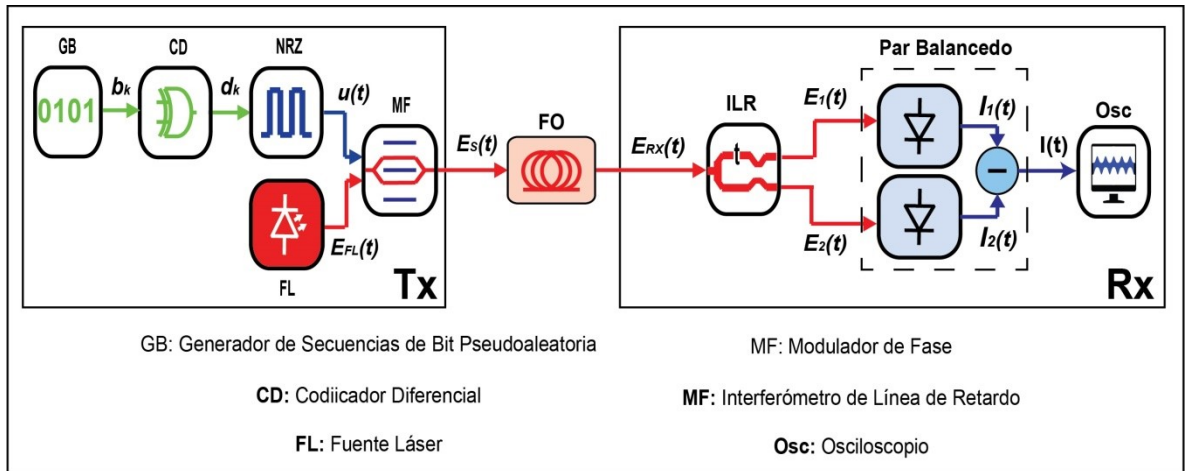 GB
CD
NRZ
0101
bk
dk
u(t)
MF
EFL(t)
FL
Tx
ES(t)
FO
ERX(t)
ILR
t
E1(t)
E2(t)
Par Balancedo
I1(t)
I2(t)
−
I(t)
Osc
Rx
GB: Generador de Secuencias de Bit Pseudoaleatoria
MF: Modulador de Fase
CD: Codiicador Diferencial
MF: Interferómetro de Línea de Retardo
FL: Fuente Láser
Osc: Osciloscopio